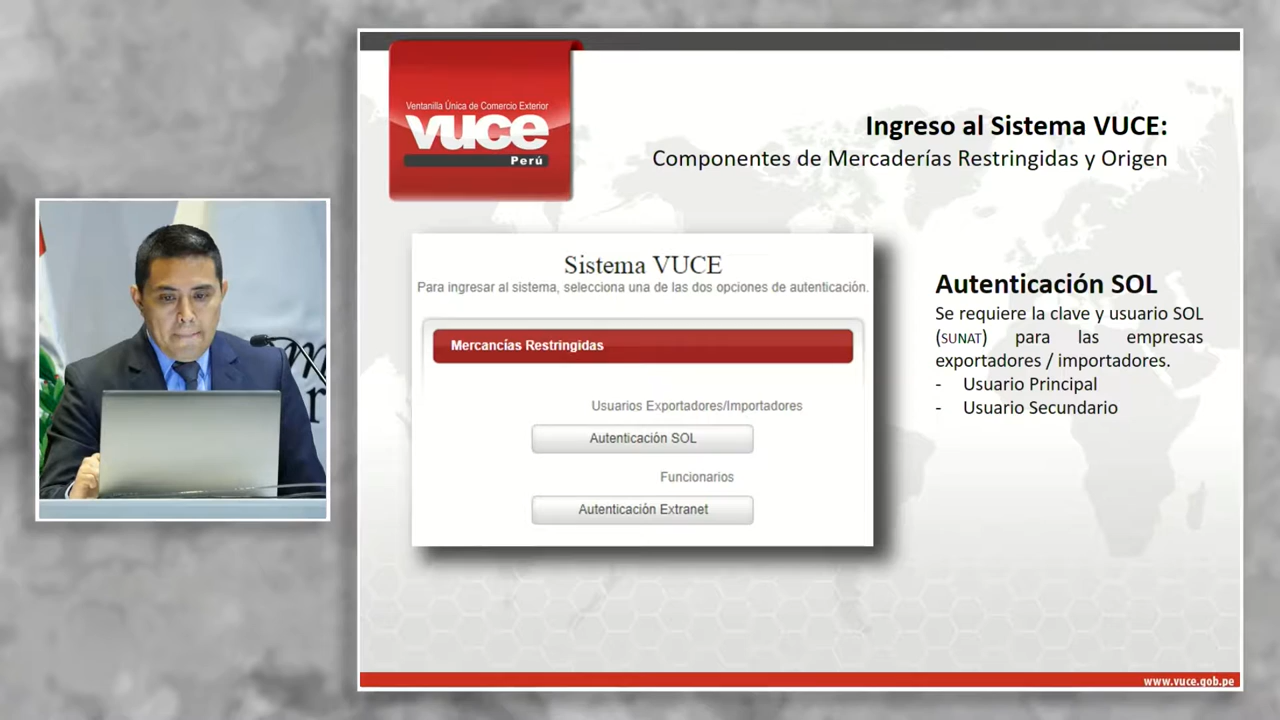 Ventanilla Única de Comercio Exterior
vuce
Perú
Ingreso al Sistema VUCE:
Componentes de Mercaderías Restringidas y Origen
Sistema VUCE
Para ingresar al sistema, selecciona una de las dos opciones de autenticación.
Mercancías Restringidas
Usuarios Exportadores/Importadores
Autenticación SOL
Funcionarios
Autenticación Extranet
Autenticación SOL
Se requiere la clave y usuario SOL
(SUNAT) para las empresas
exportadores / importadores.
- Usuario Principal
- Usuario Secundario
www.vuce.gob.pe